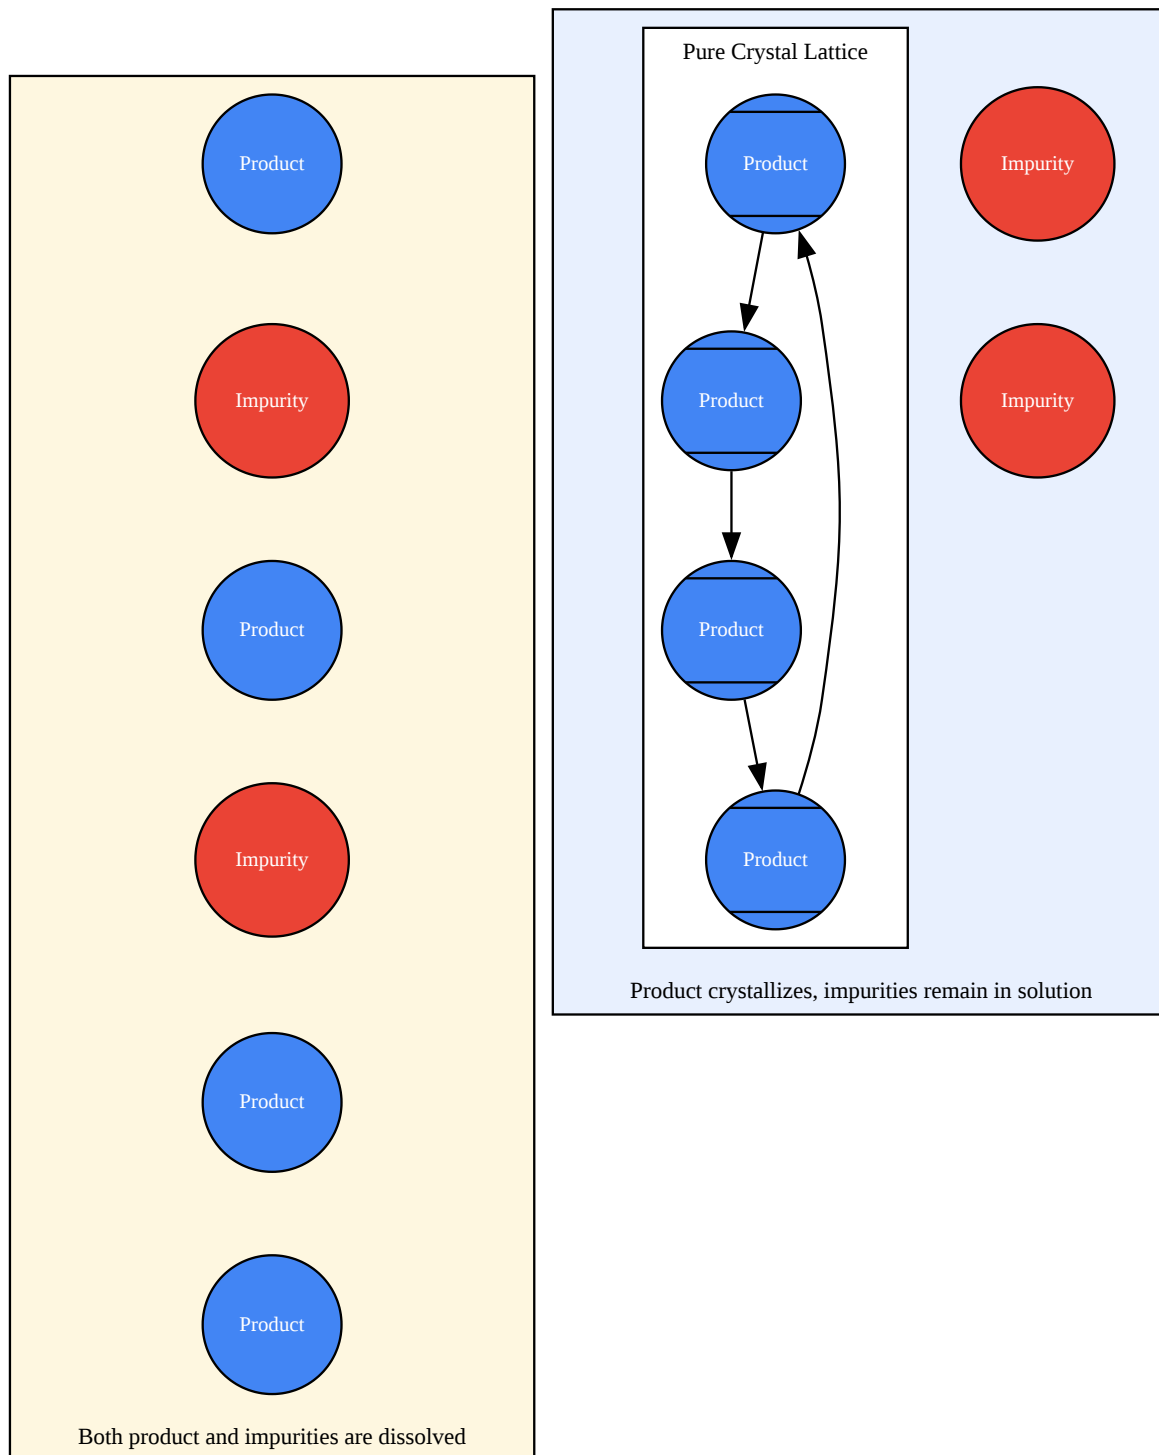 Product
Impurity
Product
Impurity
Product
Product
Both product and impurities are dissolved
Pure Crystal Lattice
Product
Product
Product
Product
Impurity
Impurity
Product crystallizes, impurities remain in solution